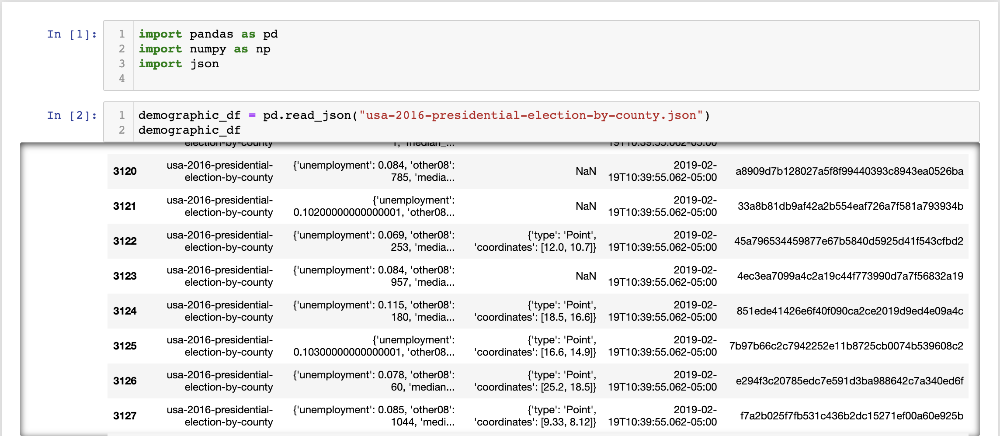 In [1]:
1 import pandas as pd
2 import numpy as np
3 import json
4
In [2]:
1 demographic_df = pd.read_json("usa-2016-presidential-election-by-county.json")
2 demographic_df
election-by-county 1, 'median_... 19T10:39:55.062-05:00
usa-2016-presidential- {'unemployment': 0.084, 'other08': 2019-02-
3120 NaN a8909d7b128027a5f8f99440393c8943ea0526ba
election-by-county 785, 'media... 19T10:39:55.062-05:00
usa-2016-presidential- {'unemployment': 2019-02-
3121 NaN 33a8b81db9af42a2b554eaf726a7f581a793934b
election-by-county 0.10200000000000001, 'other08... 19T10:39:55.062-05:00
usa-2016-presidential- {'unemployment': 0.069, 'other08': {'type': 'Point', 2019-02-
3122 45a796534459877e67b5840d5925d41f543cfbd2
election-by-county 253, 'media... 'coordinates': [12.0, 10.7]} 19T10:39:55.062-05:00
usa-2016-presidential- {'unemployment': 0.084, 'other08': 2019-02-
3123 NaN 4ec3ea7099a4c2a19c44f773990d7a7f56832a19
election-by-county 957, 'media... 19T10:39:55.062-05:00
usa-2016-presidential- {'unemployment': 0.115, 'other08': {'type': 'Point', 2019-02-
3124 851ede41426e6f40f090ca2ce2019d9ed4e09a4c
election-by-county 180, 'media... 'coordinates': [18.5, 16.6]} 19T10:39:55.062-05:00
usa-2016-presidential- {'unemployment': {'type': 'Point', 2019-02-
3125 7b97b66c2c7942252e11b8725cb0074b539608c2
election-by-county 0.10300000000000001, 'other08... 'coordinates': [16.6, 14.9]} 19T10:39:55.062-05:00
usa-2016-presidential- {'unemployment': 0.078, 'other08': {'type': 'Point', 2019-02-
3126 e294f3c20785edc7e591d3ba988642c7a340ed6f
election-by-county 60, 'median... 'coordinates': [25.2, 18.5]} 19T10:39:55.062-05:00
usa-2016-presidential- {'unemployment': 0.085, 'other08': {'type': 'Point', 2019-02-
3127 f7a2b025f7fb531c436b2dc15271ef00a60e925b
election-by-county 1044, 'medi... 'coordinates': [9.33, 8.12]} 19T10:39:55.062-05:00